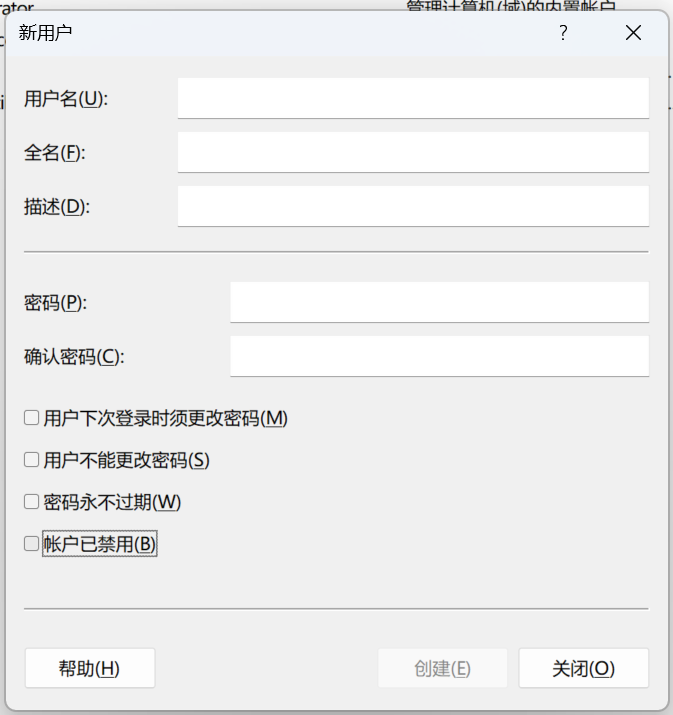 管理计算机(域)的内置帐户
新用户
?
用户名(U):
全名(F):
描述(D):
密码(P):
确认密码(C):
用户下次登录时须更改密码(M)
用户不能更改密码(S)
密码永不过期(W)
帐户已禁用(B)
帮助(H)
创建(E)
关闭(O)